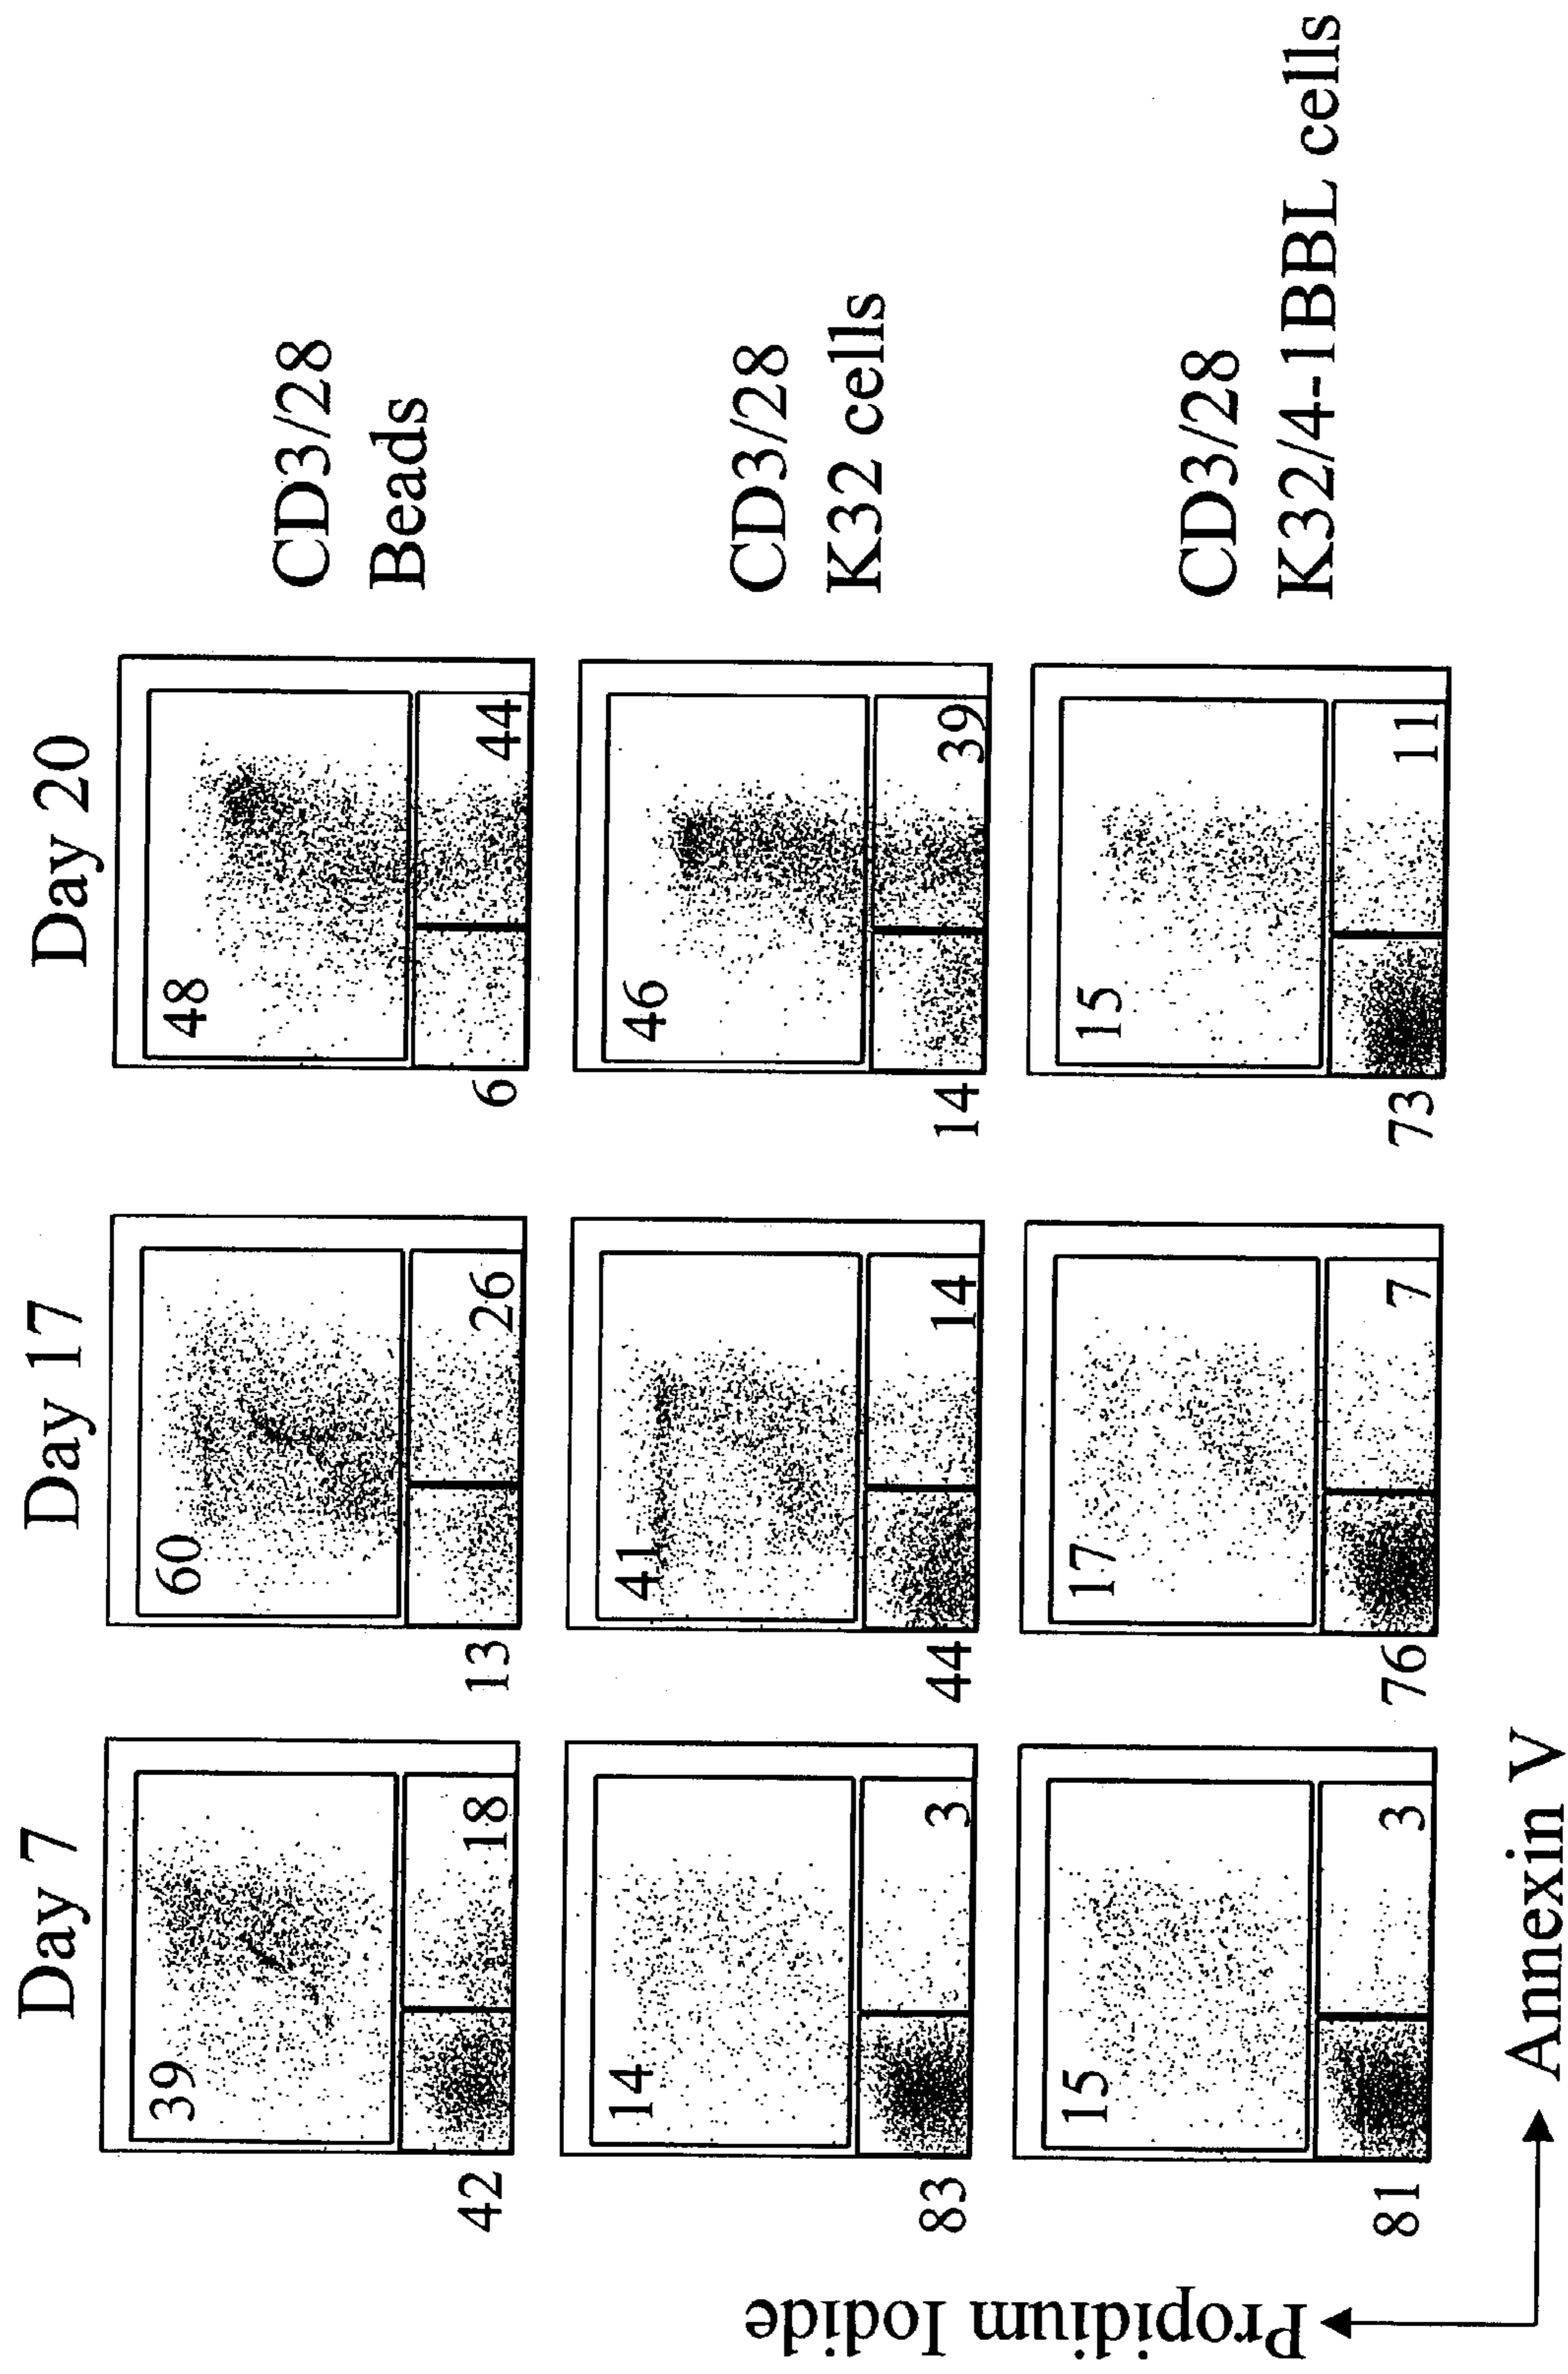 Day 7
Day 17
Day 20
39
18
42
60
26
13
48
44
6
CD3/28
Beads
14
3
83
41
14
44
46
39
14
CD3/28
K32 cells
15
3
81
17
7
76
15
11
73
CD3/28
K32/4-1BBL cells
Propidium Iodide
Annexin V